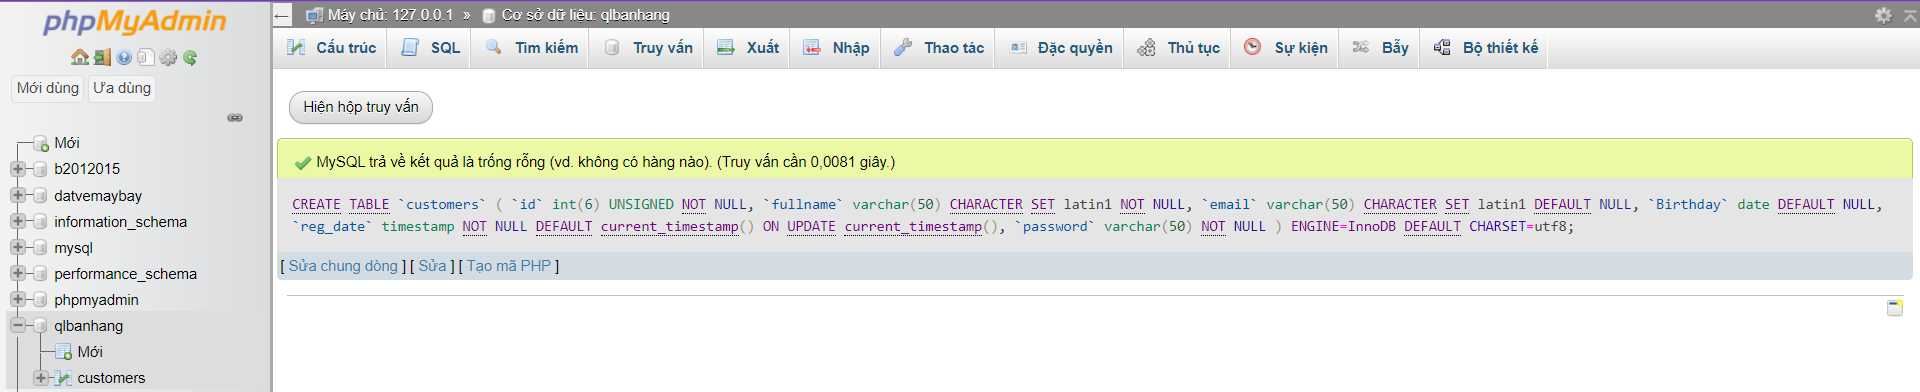 phpMyAdmin
Mới dùng Ưa dùng
Mới
b2012015
datvemaybay
information_schema
mysql
performance_schema
phpmyadmin
qlbanhang
Mới
customers
Máy chủ: 127.0.0.1 » Cơ sở dữ liệu: qlbanhang
Cấu trúc SQL Tìm kiếm Truy vấn Xuất Nhập Thao tác Đặc quyền Thủ tục Sự kiện Bẫy Bộ thiết kế
Hiện hộp truy vấn
MySQL trả về kết quả là trống rỗng (vd. không có hàng nào). (Truy vấn cần 0,0081 giây.)
CREATE TABLE `customers` ( `id` int(6) UNSIGNED NOT NULL, `fullname` varchar(50) CHARACTER SET latin1 NOT NULL, `email` varchar(50) CHARACTER SET latin1 DEFAULT NULL, `Birthday` date DEFAULT NULL,
`reg_date` timestamp NOT NULL DEFAULT current_timestamp() ON UPDATE current_timestamp(), `password` varchar(50) NOT NULL ) ENGINE=InnoDB DEFAULT CHARSET=utf8;
[ Sửa chung dòng ] [ Sửa ] [ Tạo mã PHP ]